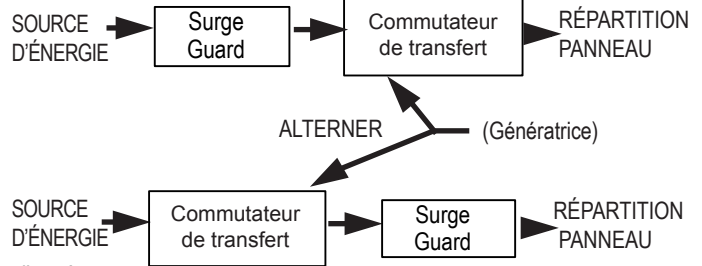 SOURCE
D'ÉNERGIE
Surge
Guard
Commutateur
de transfert
RÉPARTITION
PANNEAU
ALTERNER
(Génératrice)
SOURCE
D'ÉNERGIE
Commutateur
de transfert
Surge
Guard
RÉPARTITION
PANNEAU